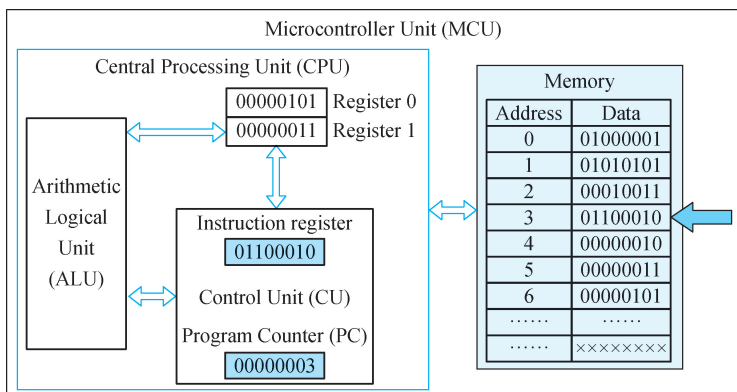 Microcontroller Unit (MCU)
Central Processing Unit (CPU)
00000101 Register 0
00000011 Register 1
Arithmetic
Logical
Unit
(ALU)
Instruction register
01100010
Control Unit (CU)
Program Counter (PC)
00000003
Memory
Address Data
0 01000001
1 01010101
2 00010011
3 01100010
4 00000010
5 00000011
6 00000101
…… ……
…… ××××××××